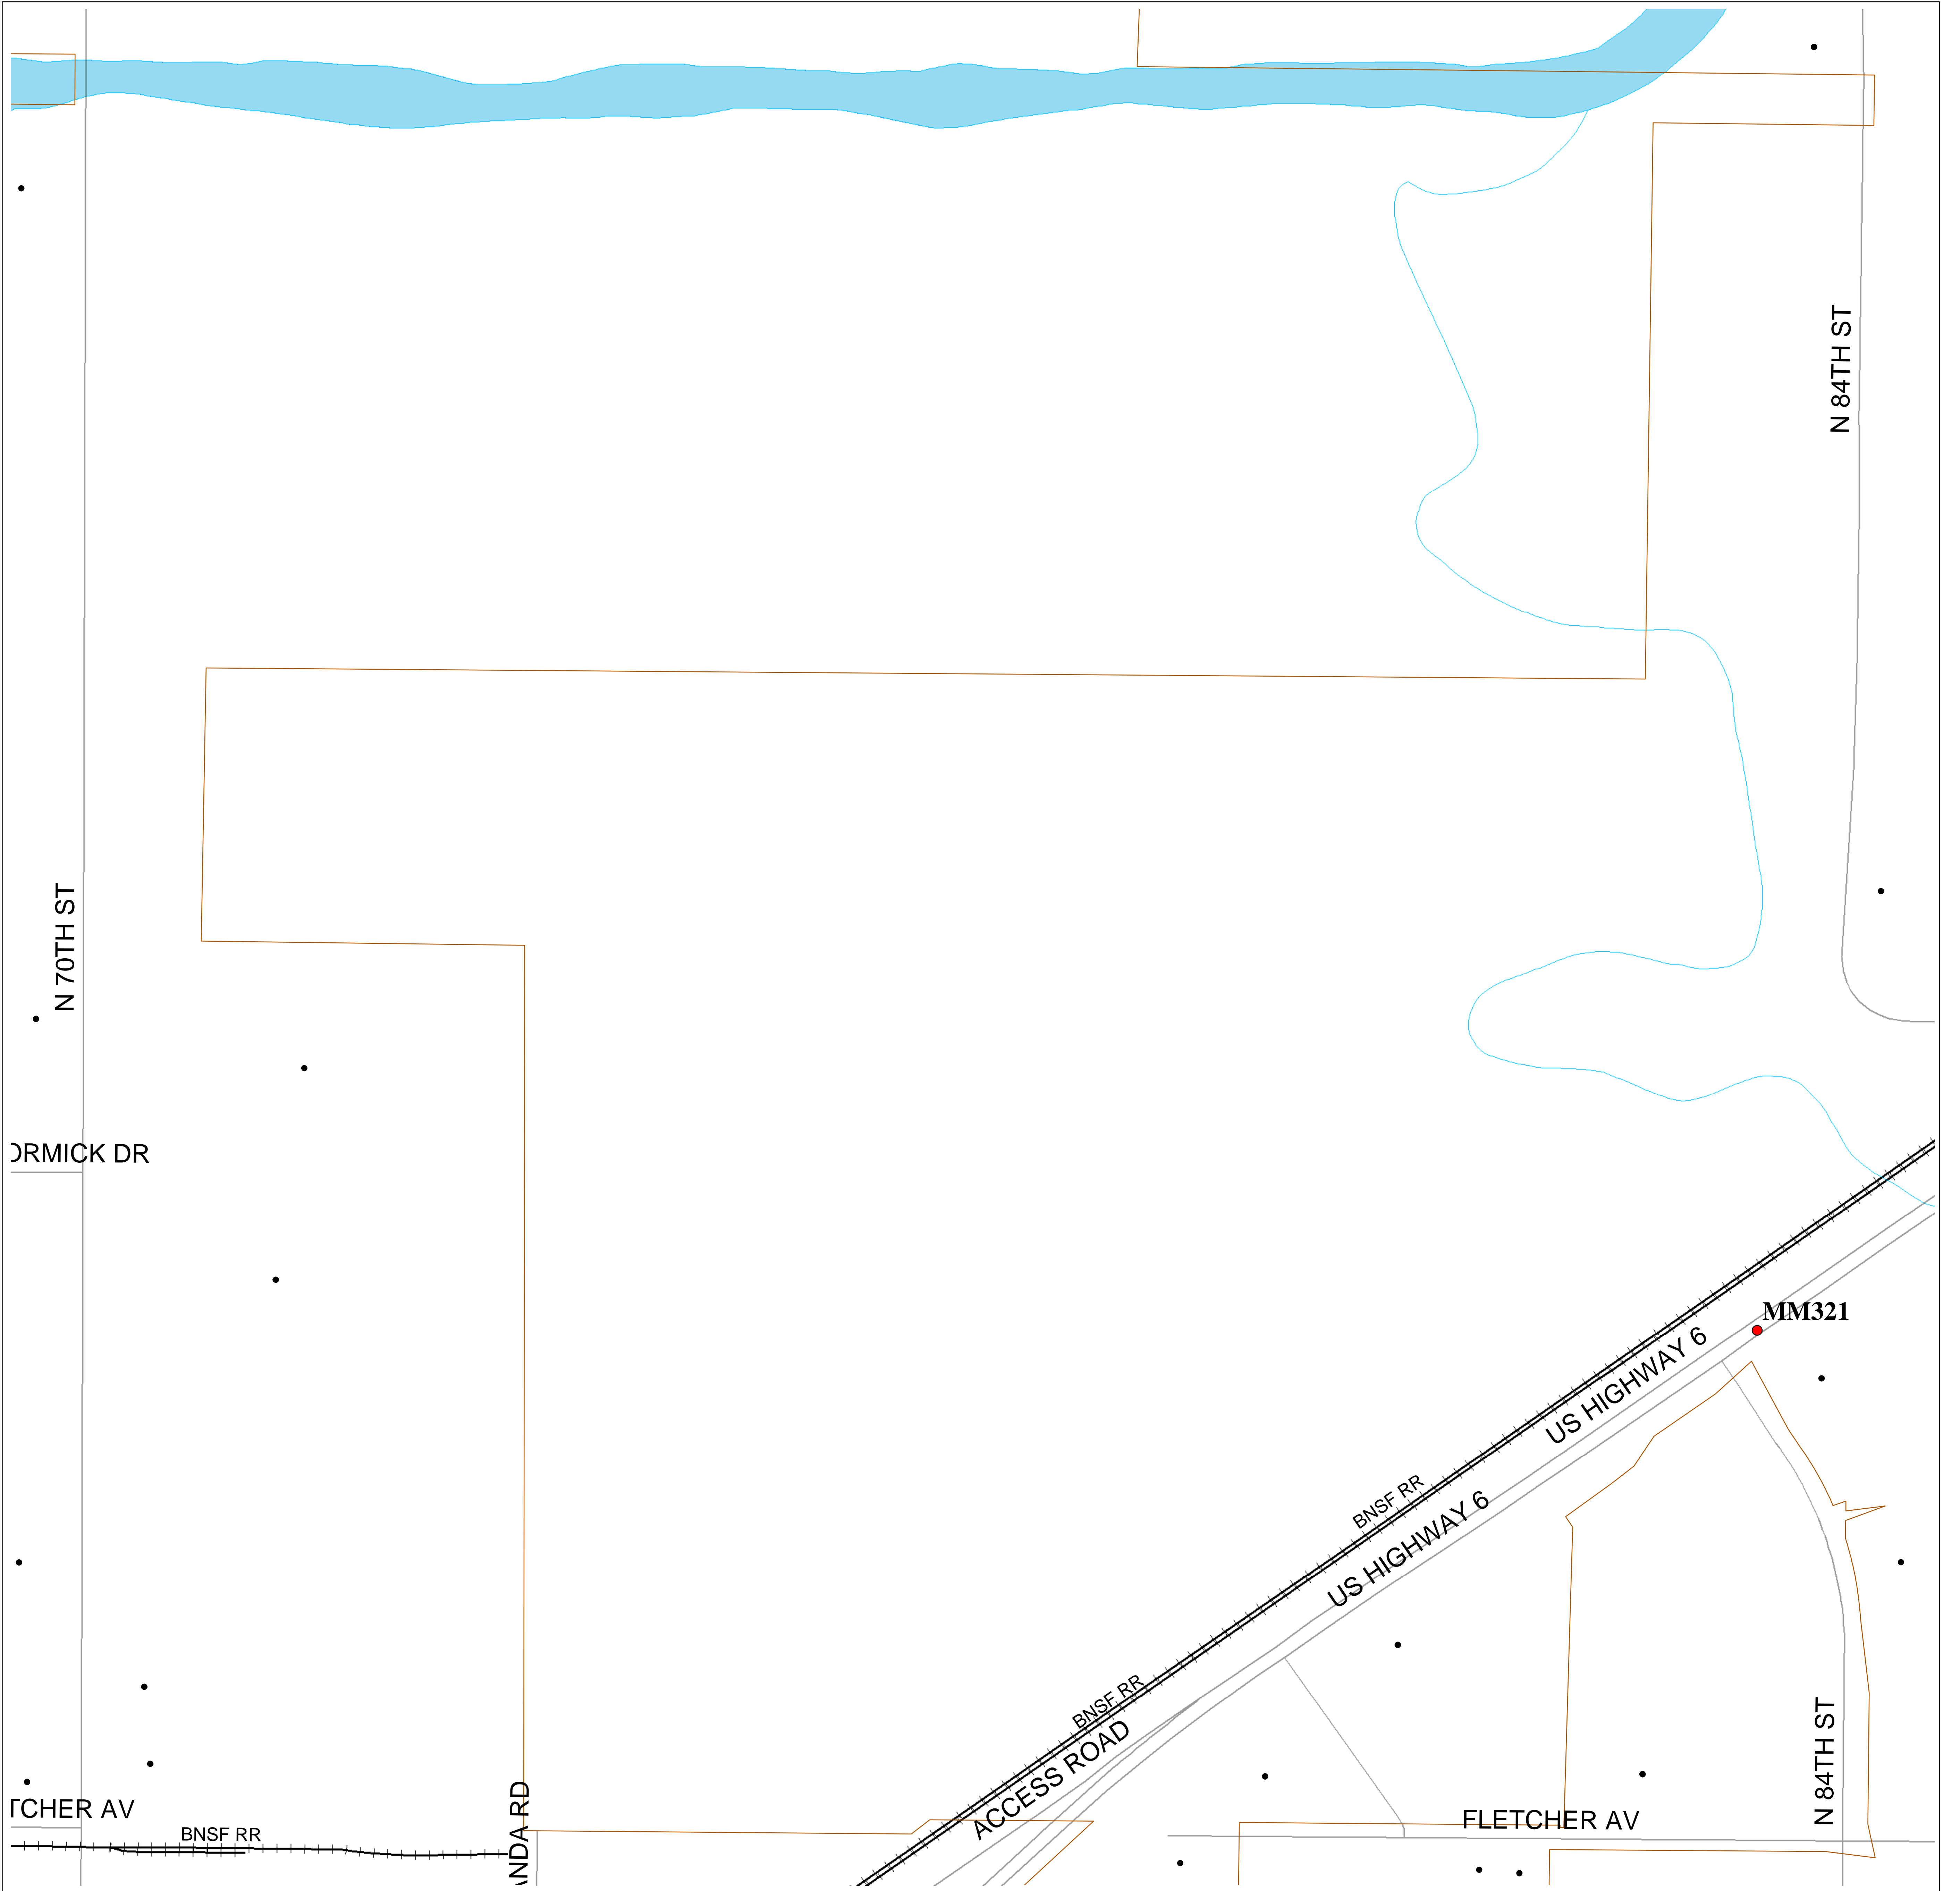 N 84TH ST
N 70TH ST
ORMICK DR
MM321
US HIGHWAY 6
BNSF RR
US HIGHWAY 6
BNSF RR
ACCESS ROAD
N 84TH ST
TCHER AV
BNSF RR
ANDA RD
FLETCHER AV